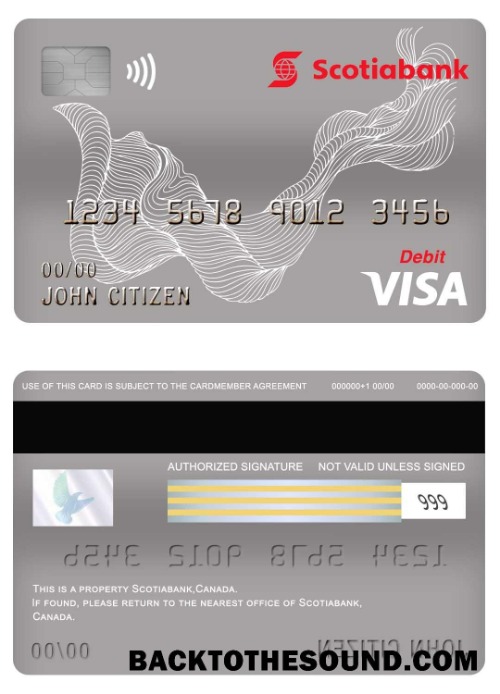 Scotiabank
1234 5678 9012 3456
00/00
JOHN CITIZEN
Debit
VISA
USE OF THIS CARD IS SUBJECT TO THE CARDMEMBER AGREEMENT 000000+1 00/00 0000-00-000-00
AUTHORIZED SIGNATURE NOT VALID UNLESS SIGNED
999
THIS IS A PROPERTY SCOTIABANK,CANADA.
IF FOUND, PLEASE RETURN TO THE NEAREST OFFICE OF SCOTIABANK,
CANADA.
00/00
BACKTOTHESOUND.COM